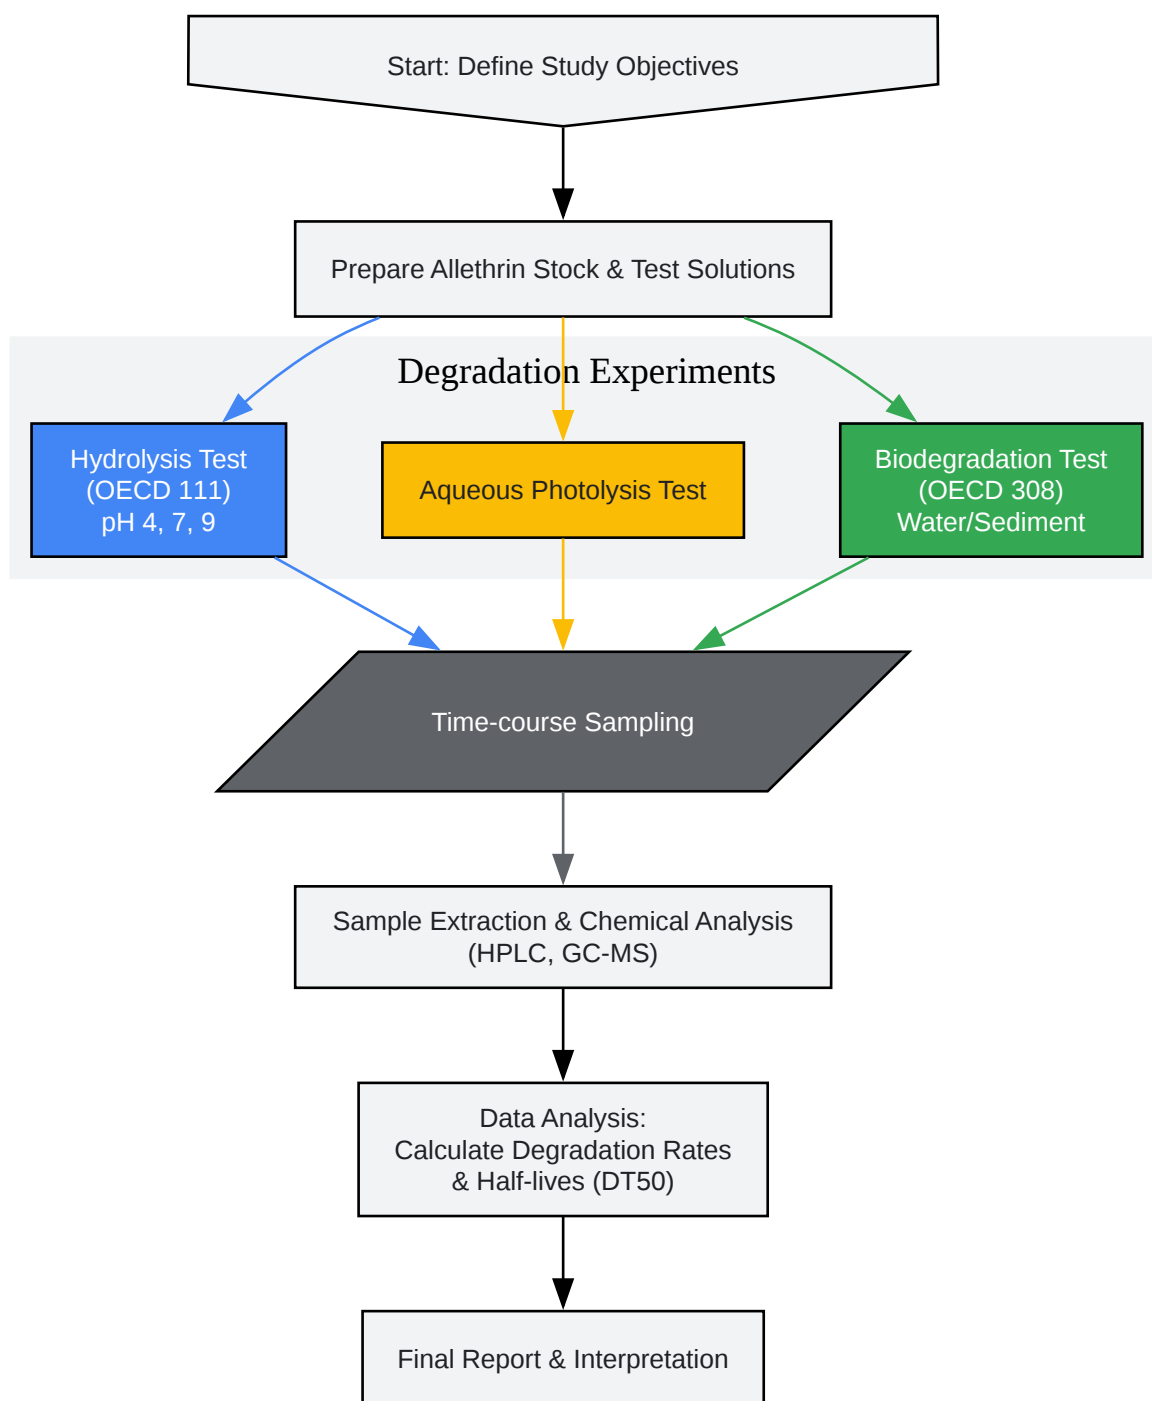 Start: Define Study Objectives
Prepare Allethrin Stock & Test Solutions
Degradation Experiments
Hydrolysis Test
(OECD 111)
pH 4, 7, 9
Aqueous Photolysis Test
Biodegradation Test
(OECD 308)
Water/Sediment
Time-course Sampling
Sample Extraction & Chemical Analysis
(HPLC, GC-MS)
Data Analysis:
Calculate Degradation Rates
& Half-lives (DT50)
Final Report & Interpretation